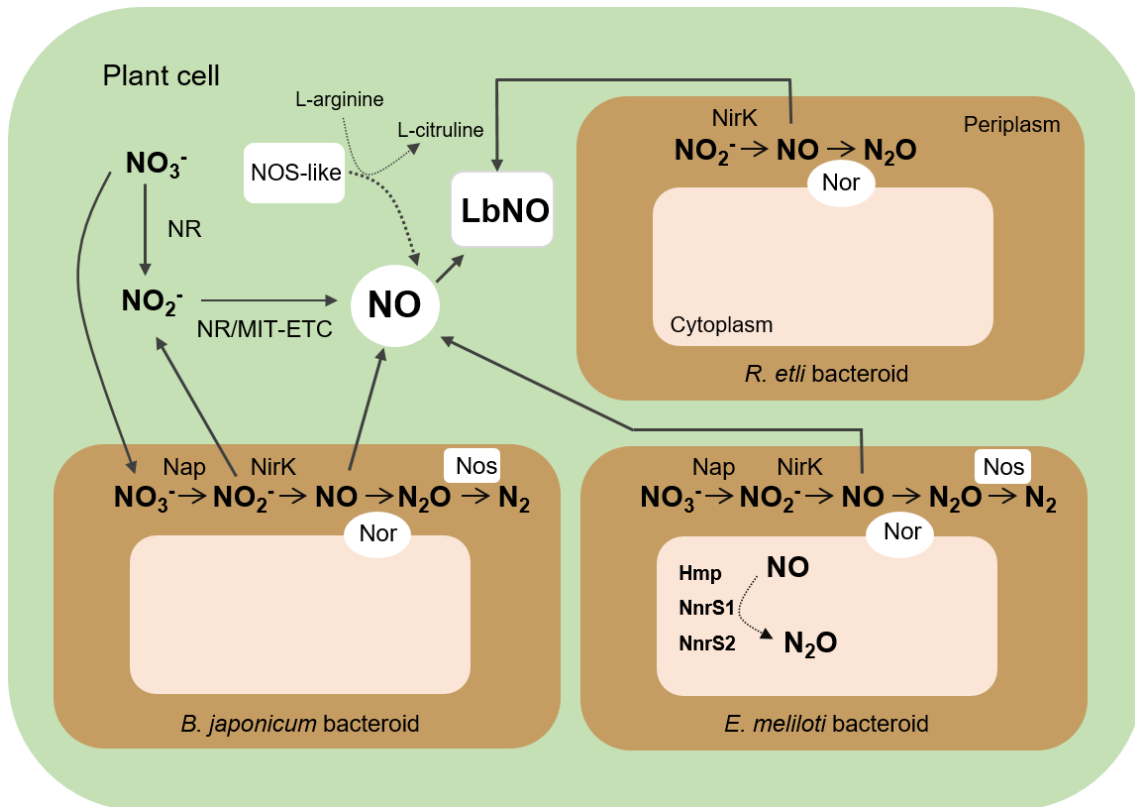 Plant cell
L-arginine
L-citruline
NOS-like
NO₃⁻
NR
NO₂⁻
NR/MIT-ETC
NO
LbNO
NirK
Periplasm
NO₂⁻ → NO → N₂O
Nor
Cytoplasm
R. etli bacteroid
Nap NirK Nos
NO₃⁻ → NO₂⁻ → NO → N₂O → N₂
Nor
B. japonicum bacteroid
Nap NirK Nos
NO₃⁻ → NO₂⁻ → NO → N₂O → N₂
Nor
Hmp NO
NnrS1
NnrS2 N₂O
E. meliloti bacteroid